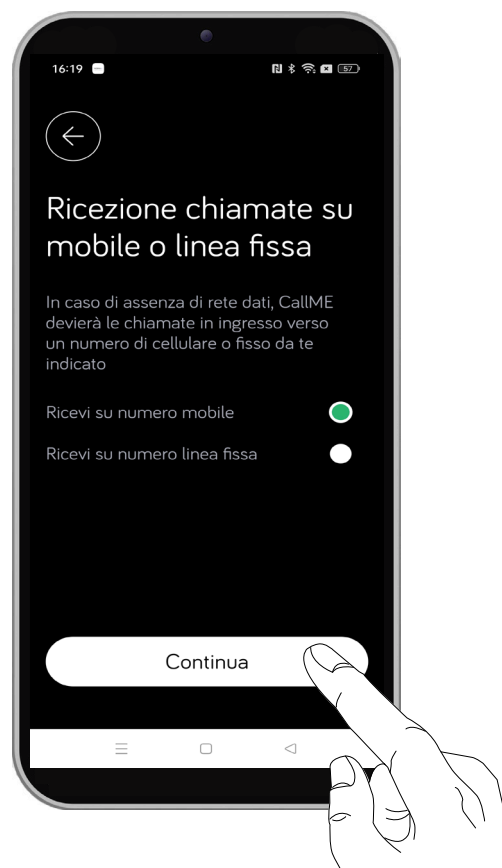 16:19
57
Ricezione chiamate su
mobile o linea fissa
In caso di assenza di rete dati, CallME
devierà le chiamate in ingresso verso
un numero di cellulare o fisso da te
indicato
Ricevi su numero mobile
Ricevi su numero linea fissa
Continua